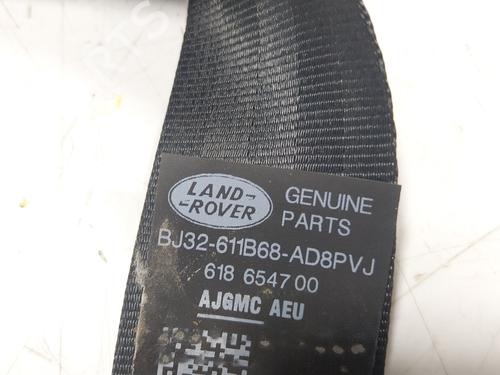 LAND-
-ROVER
GENUINE
PARTS
BJ32-611B68-AD8PVJ
618 6547 00
AJGMC AEU